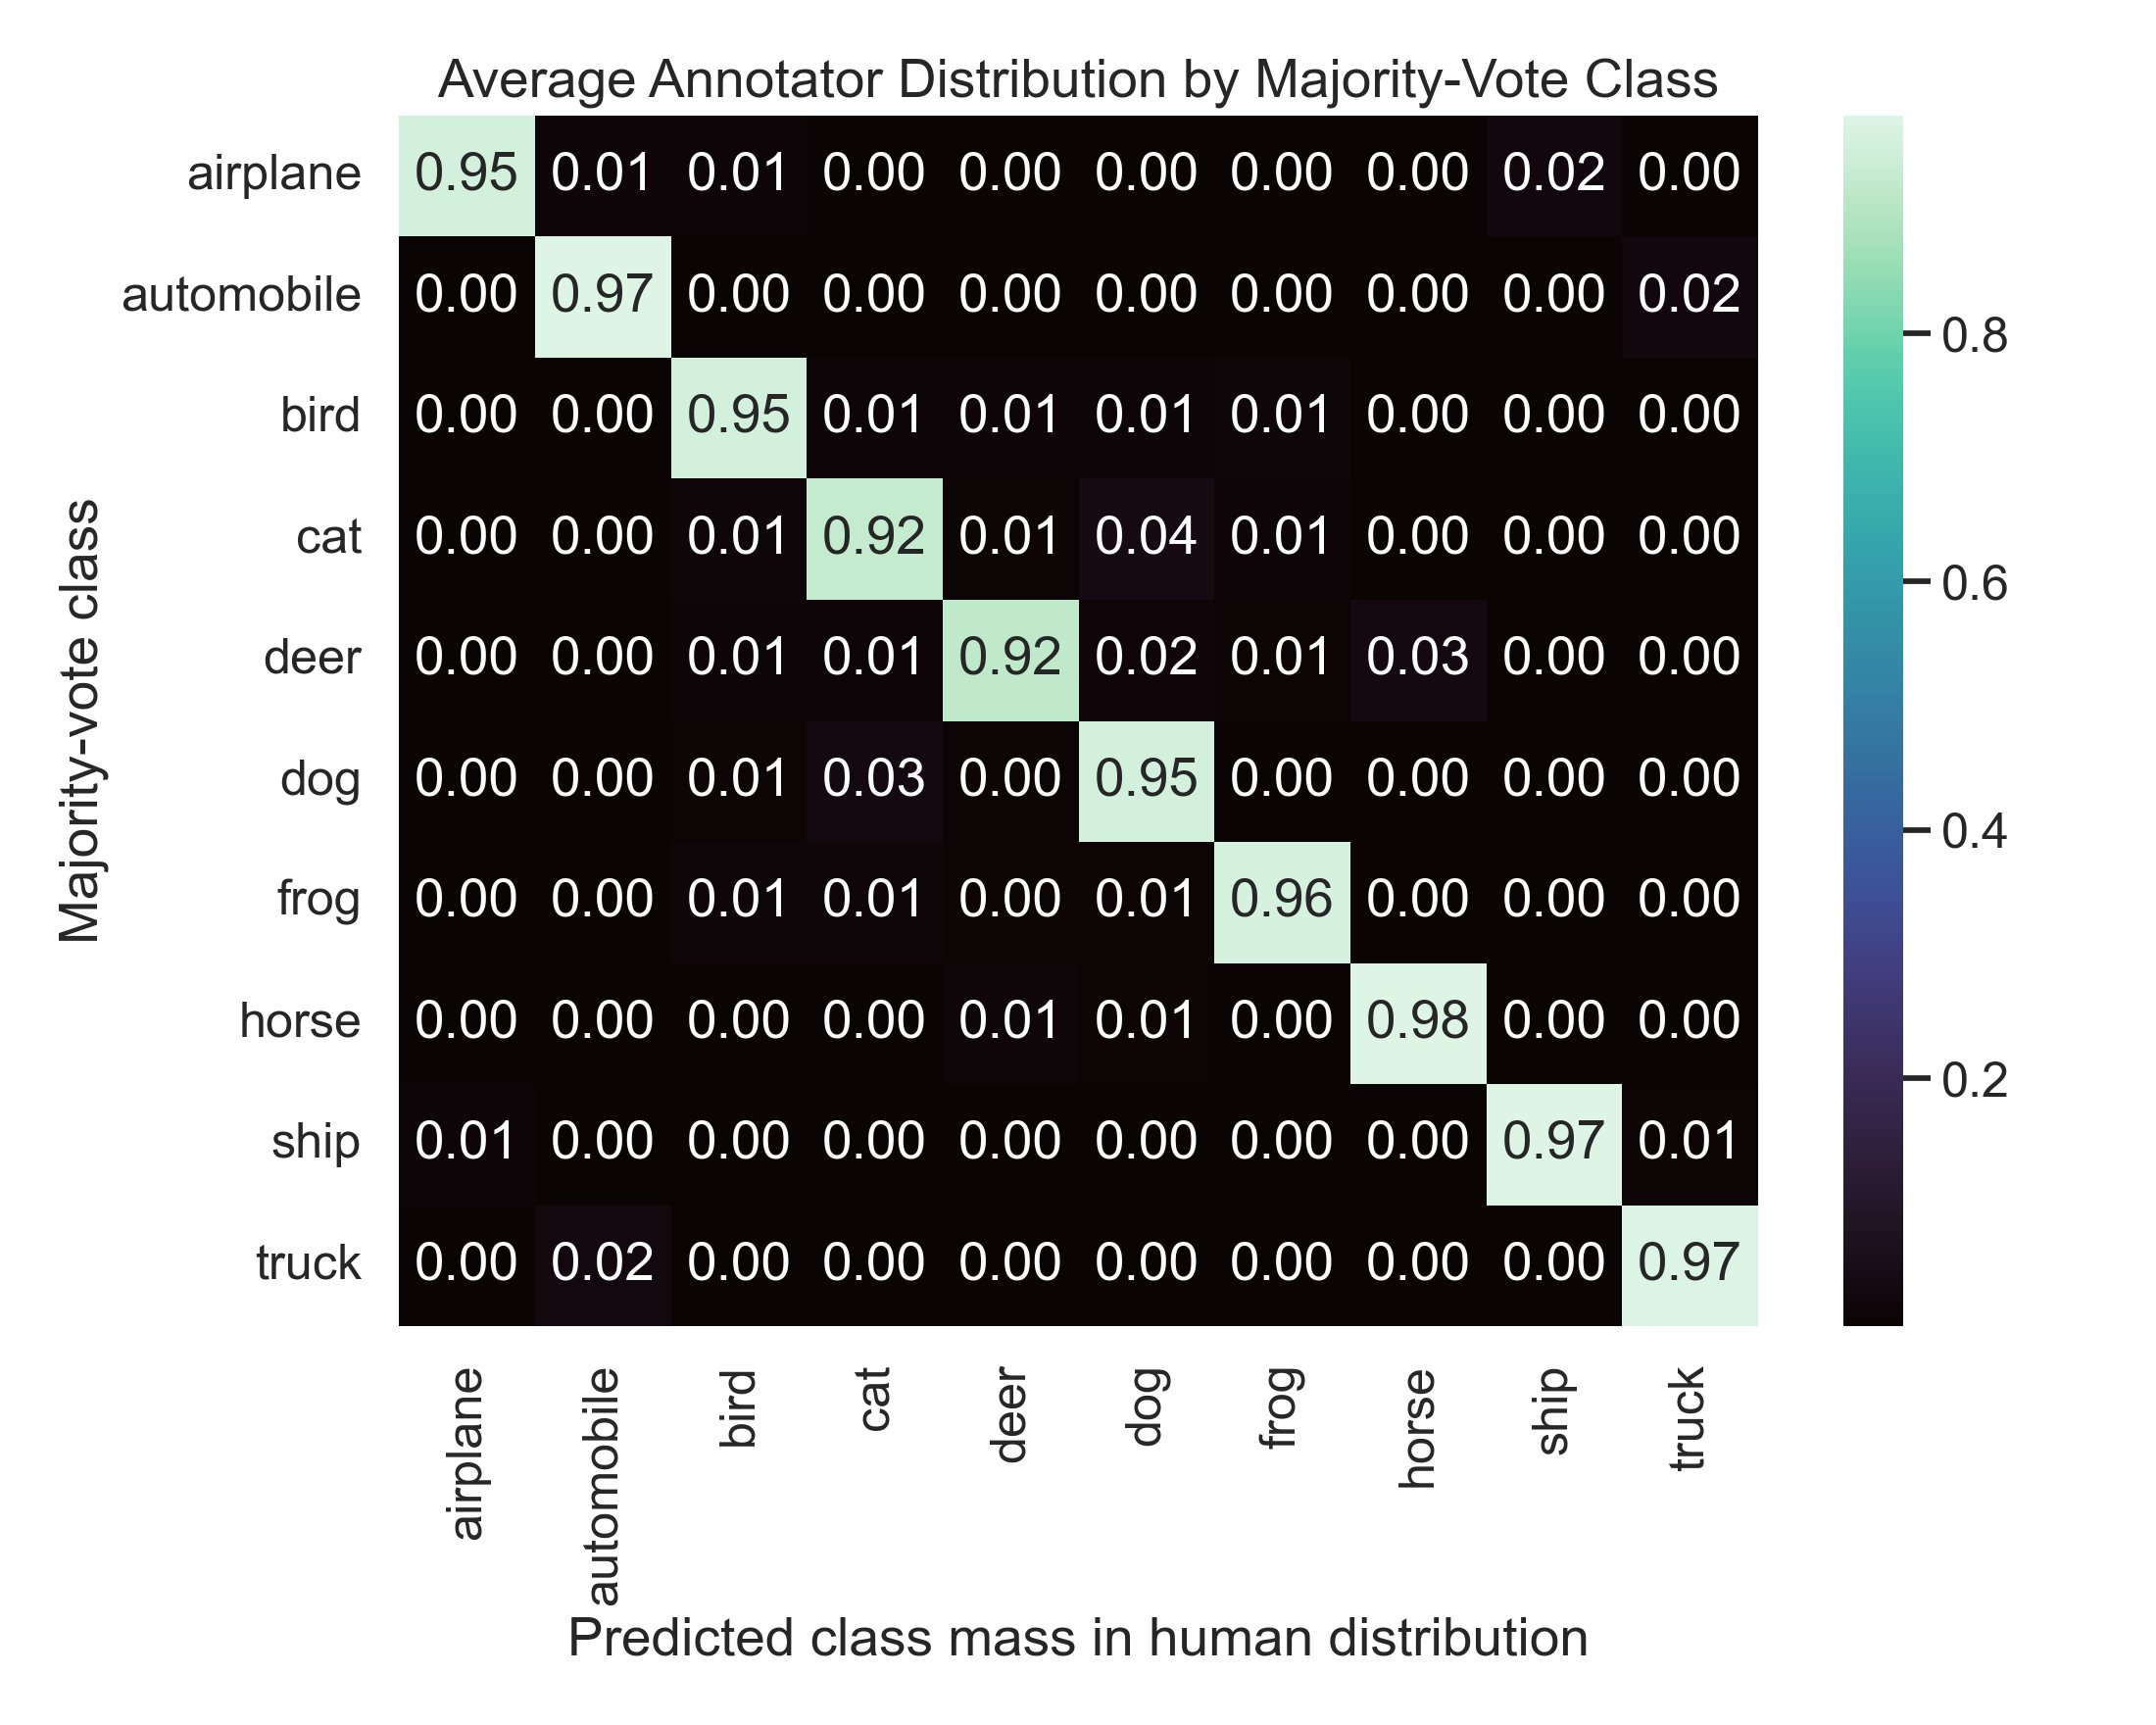 Average Annotator Distribution by Majority-Vote Class
airplane 0.95 0.01 0.01 0.00 0.00 0.00 0.00 0.00 0.02 0.00
automobile 0.00 0.97 0.00 0.00 0.00 0.00 0.00 0.00 0.00 0.02
bird 0.00 0.00 0.95 0.01 0.01 0.01 0.01 0.00 0.00 0.00
cat 0.00 0.00 0.01 0.92 0.01 0.04 0.01 0.00 0.00 0.00
deer 0.00 0.00 0.01 0.01 0.92 0.02 0.01 0.03 0.00 0.00
dog 0.00 0.00 0.01 0.03 0.00 0.95 0.00 0.00 0.00 0.00
frog 0.00 0.00 0.01 0.01 0.00 0.01 0.96 0.00 0.00 0.00
horse 0.00 0.00 0.00 0.00 0.01 0.01 0.00 0.98 0.00 0.00
ship 0.01 0.00 0.00 0.00 0.00 0.00 0.00 0.00 0.97 0.01
truck 0.00 0.02 0.00 0.00 0.00 0.00 0.00 0.00 0.00 0.97
Majority-vote class
airplane automobile bird cat deer dog frog horse ship truck
Predicted class mass in human distribution
0.8
0.6
0.4
0.2